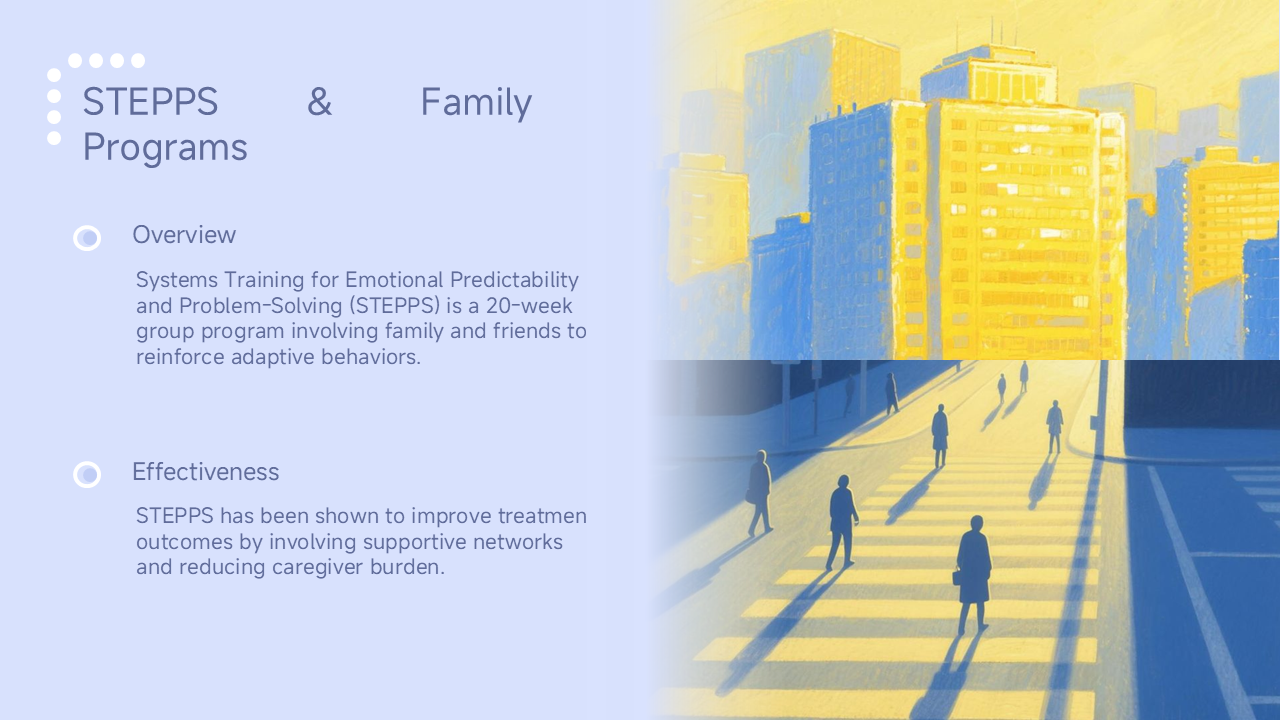 STEPPS & Family
Programs
Overview
Systems Training for Emotional Predictability
and Problem-Solving (STEPPS) is a 20-week
group program involving family and friends to
reinforce adaptive behaviors.
Effectiveness
STEPPS has been shown to improve treatmen
outcomes by involving supportive networks
and reducing caregiver burden.